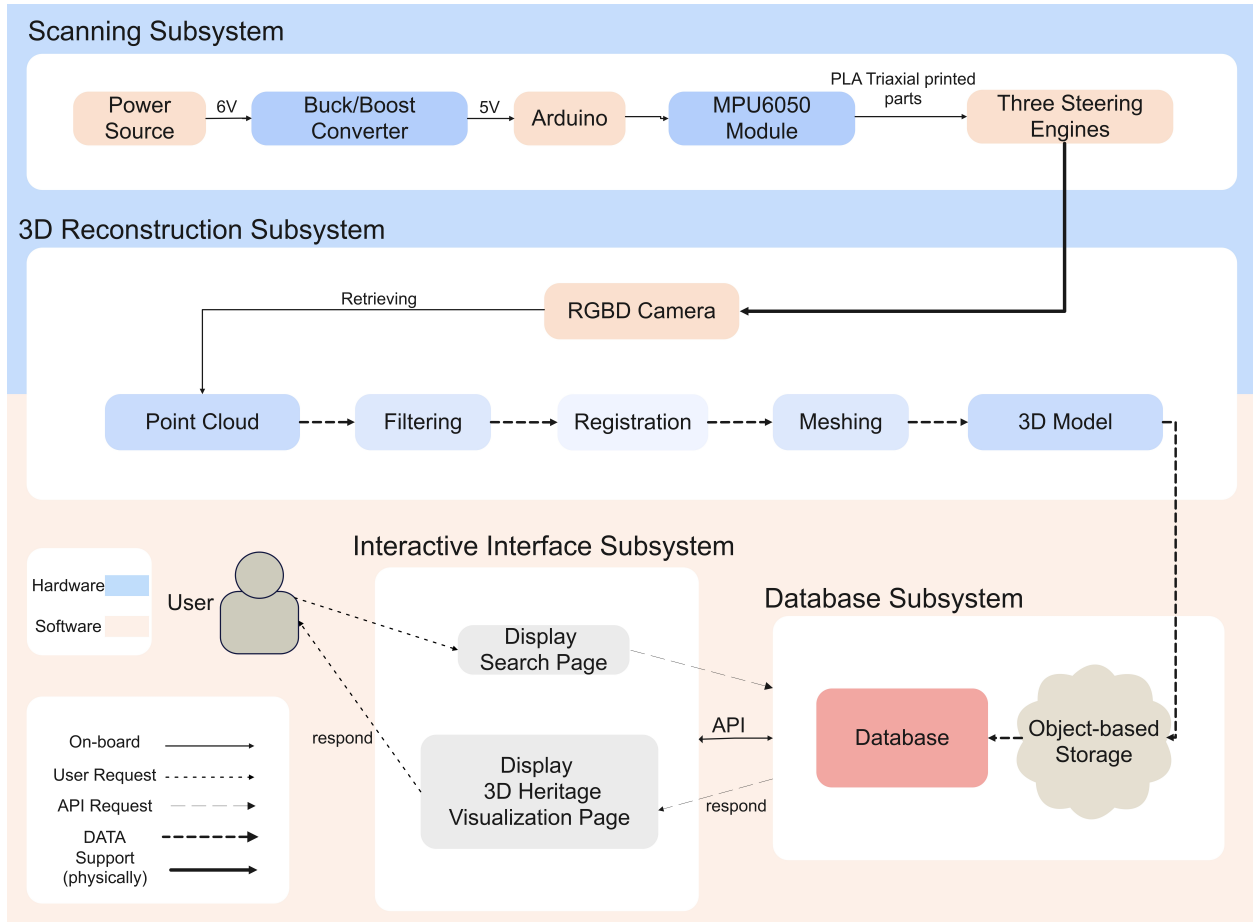 Scanning Subsystem
Power
Source
6V
Buck/Boost
Converter
5V
Arduino
MPU6050
Module
PLA Triaxial printed
parts
Three Steering
Engines
3D Reconstruction Subsystem
RGBD Camera
Retrieving
Point Cloud
Filtering
Registration
Meshing
3D Model
Hardware
Software
User
Interactive Interface Subsystem
Display
Search Page
respond
Display
3D Heritage
Visualization Page
API
respond
Database Subsystem
Database
Object-based
Storage
On-board
User Request
API Request
DATA
Support
(physically)